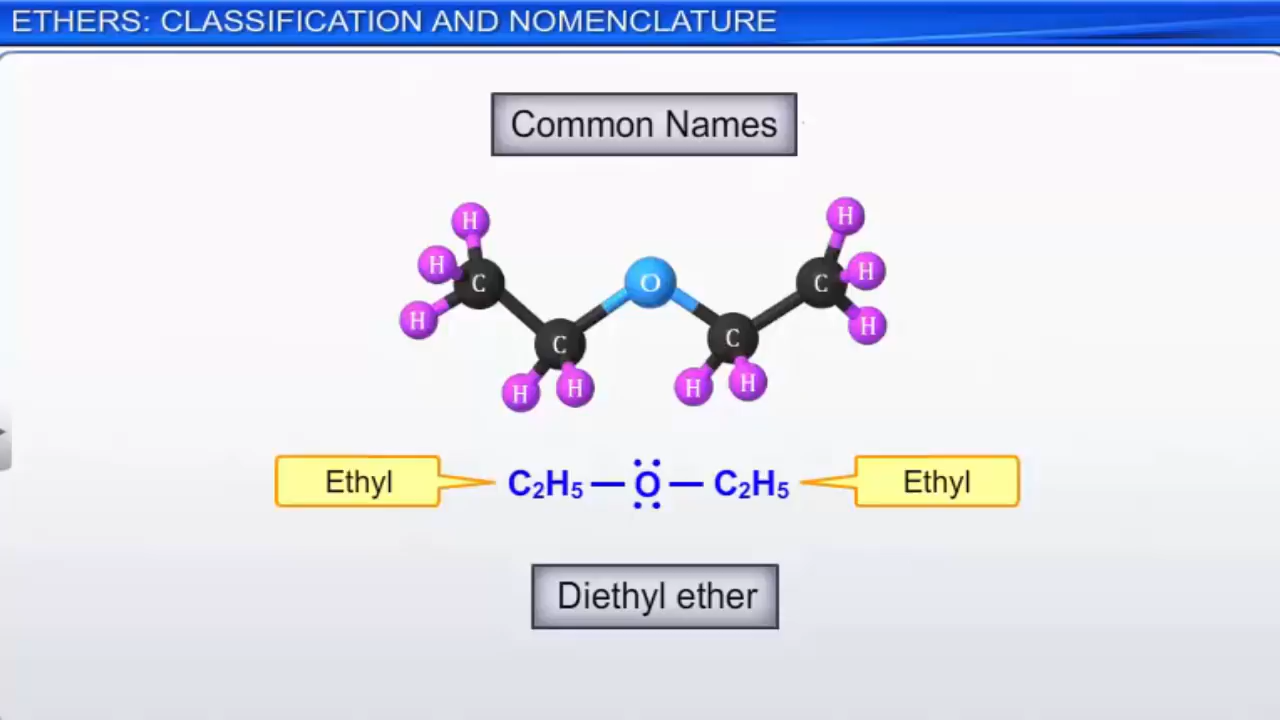 ETHERS: CLASSIFICATION AND NOMENCLATURE
Common Names
H H
H C O C H
H C C H
H H H H
Ethyl C₂H₅ — Ö — C₂H₅ Ethyl
Diethyl ether